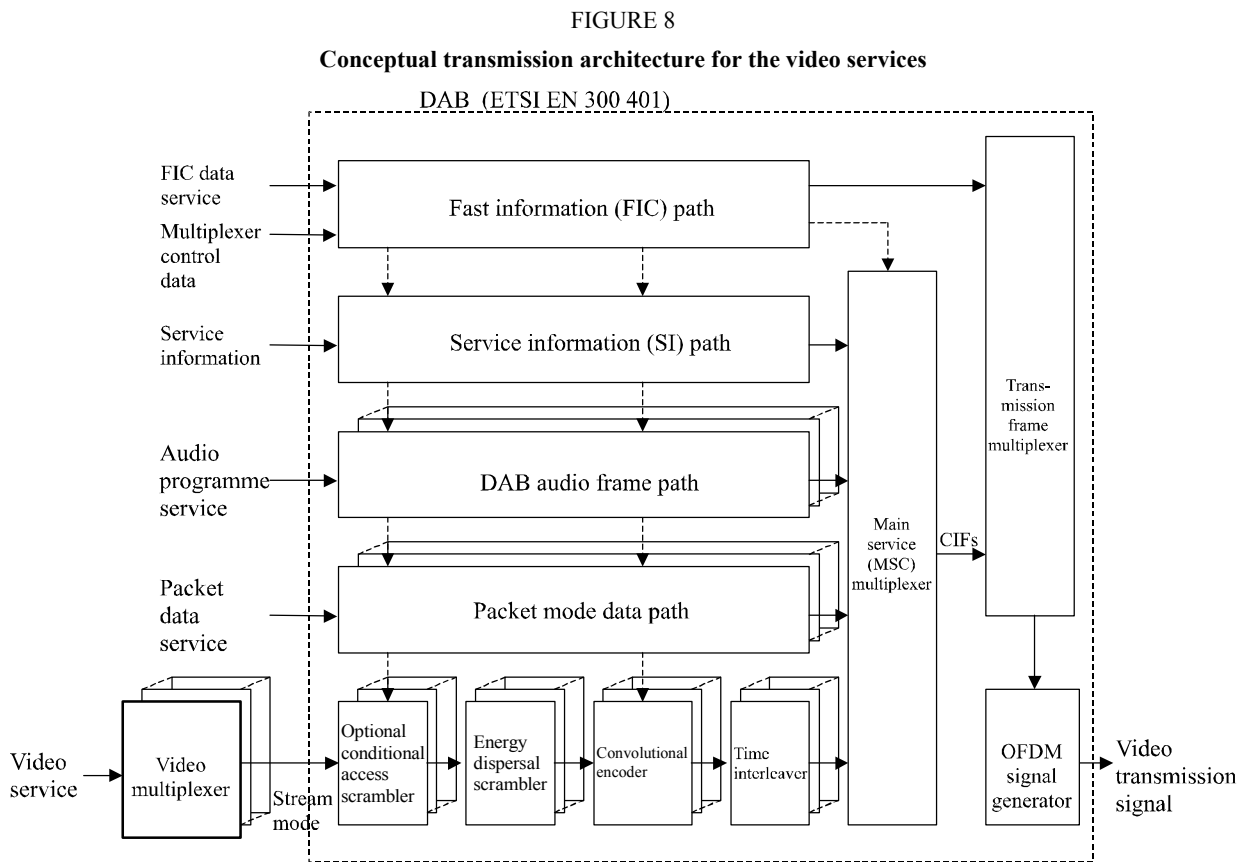 FIGURE 8
Conceptual transmission architecture for the video services
DAB (ETSI EN 300 401)
FIC data
service
Multiplexer
control
data
Fast information (FIC) path
Service
information
Service information (SI) path
Audio
programme
service
DAB audio frame path
Packet
data
service
Packet mode data path
Video
service
Video
multiplexer
Stream
mode
Optional
conditional
access
scrambler
Energy
dispersal
scrambler
Convolutional
encoder
Time
interleaver
Main
service
(MSC)
multiplexer
CIFs
Trans-
mission
frame
multiplexer
OFDM
signal
generator
Video
transmission
signal